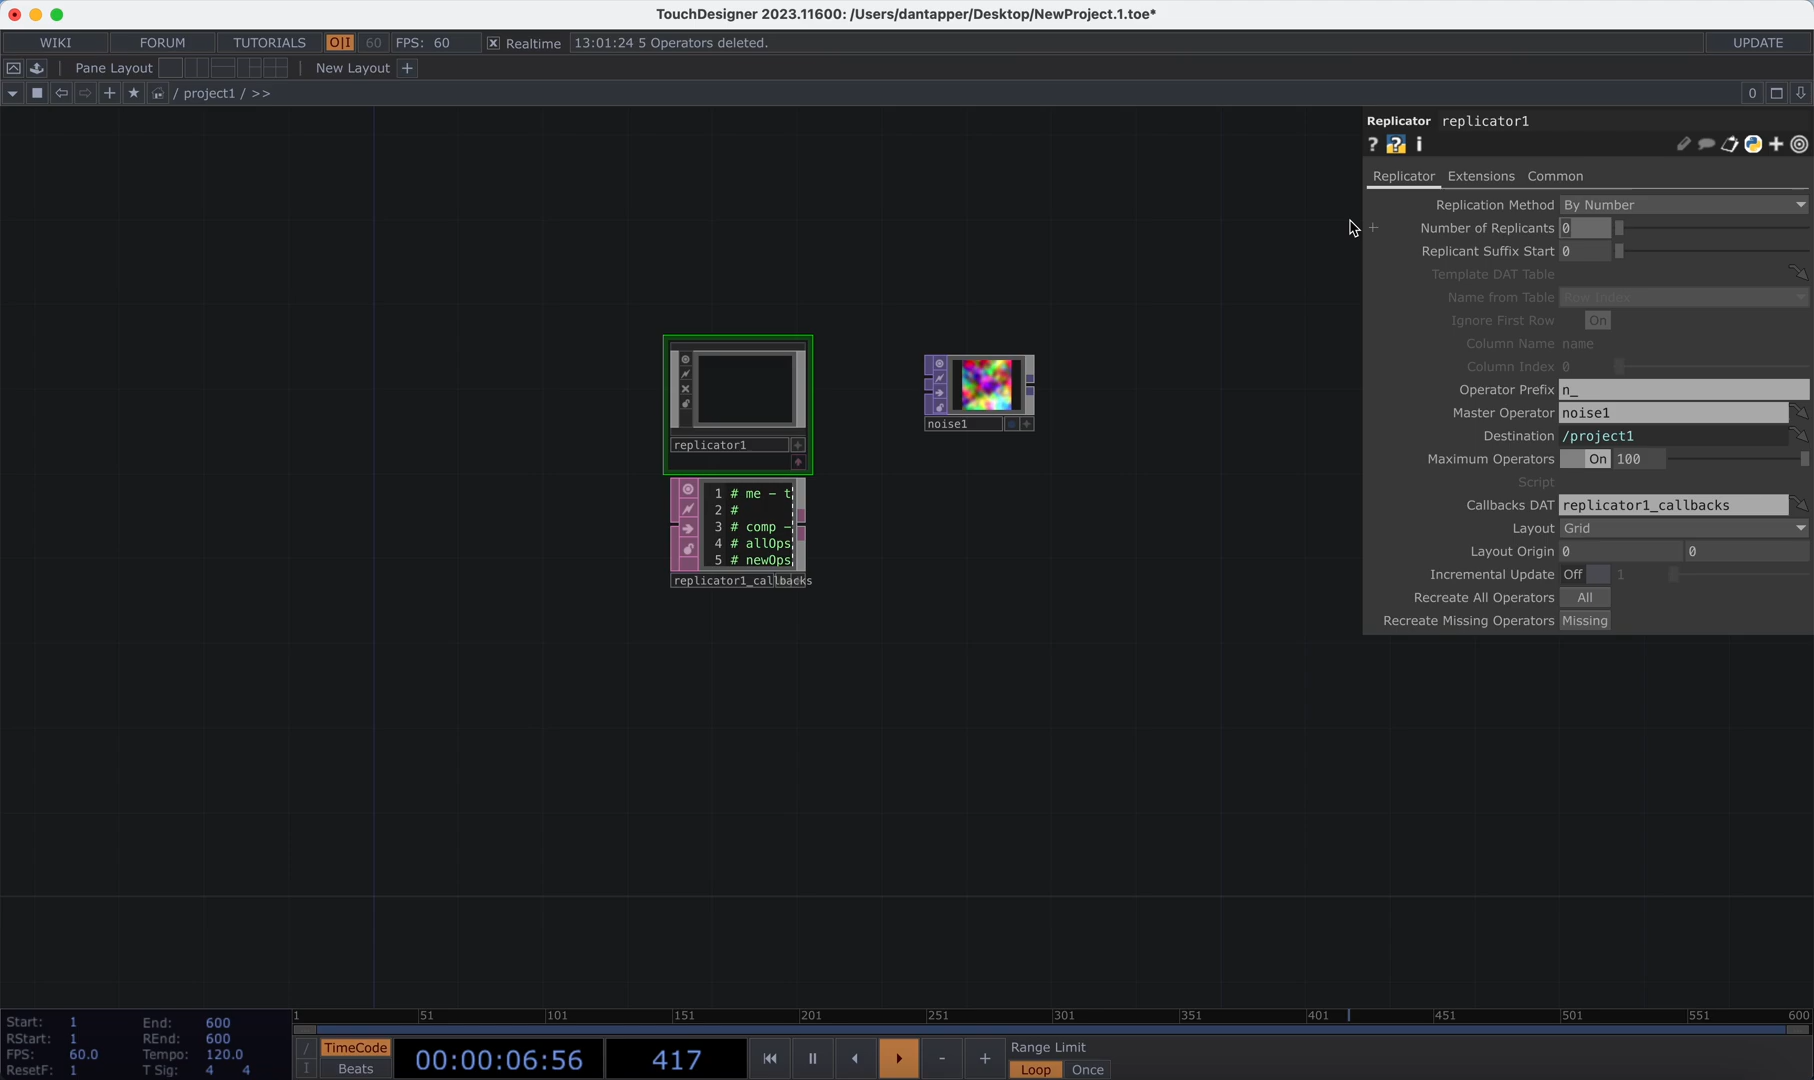 TouchDesigner 2023.11600: /Users/dantapper/Desktop/NewProject.1.toe*
WIKI FORUM TUTORIALS O|I 60 FPS: 60 Realtime 13:01:24 5 Operators deleted. UPDATE
Pane Layout New Layout +
/ project1 / >> 0
Replicator replicator1
? ? i
Replicator Extensions Common
Replication Method By Number
+ Number of Replicants 0
Replicant Suffix Start 0
Template DAT Table
Name from Table Row Index
Ignore First Row On
Column Name name
Column Index 0
Operator Prefix n_
Master Operator noise1
Destination /project1
Maximum Operators On 100
Script
Callbacks DAT replicator1_callbacks
Layout Grid
Layout Origin 0 0
Incremental Update Off 1
Recreate All Operators All
Recreate Missing Operators Missing
replicator1
noise1
1 # me - t
2 #
3 # comp -
4 # allOps
5 # newOps
replicator1_callbacks
1 51 101 151 201 251 301 351 401 451 501 551 600
Start: 1 End: 600
RStart: 1 REnd: 600
FPS: 60.0 Tempo: 120.0
ResetF: 1 T Sig: 4 4
/ TimeCode
I Beats
00:00:06:56 417
- +
Range Limit
Loop Once